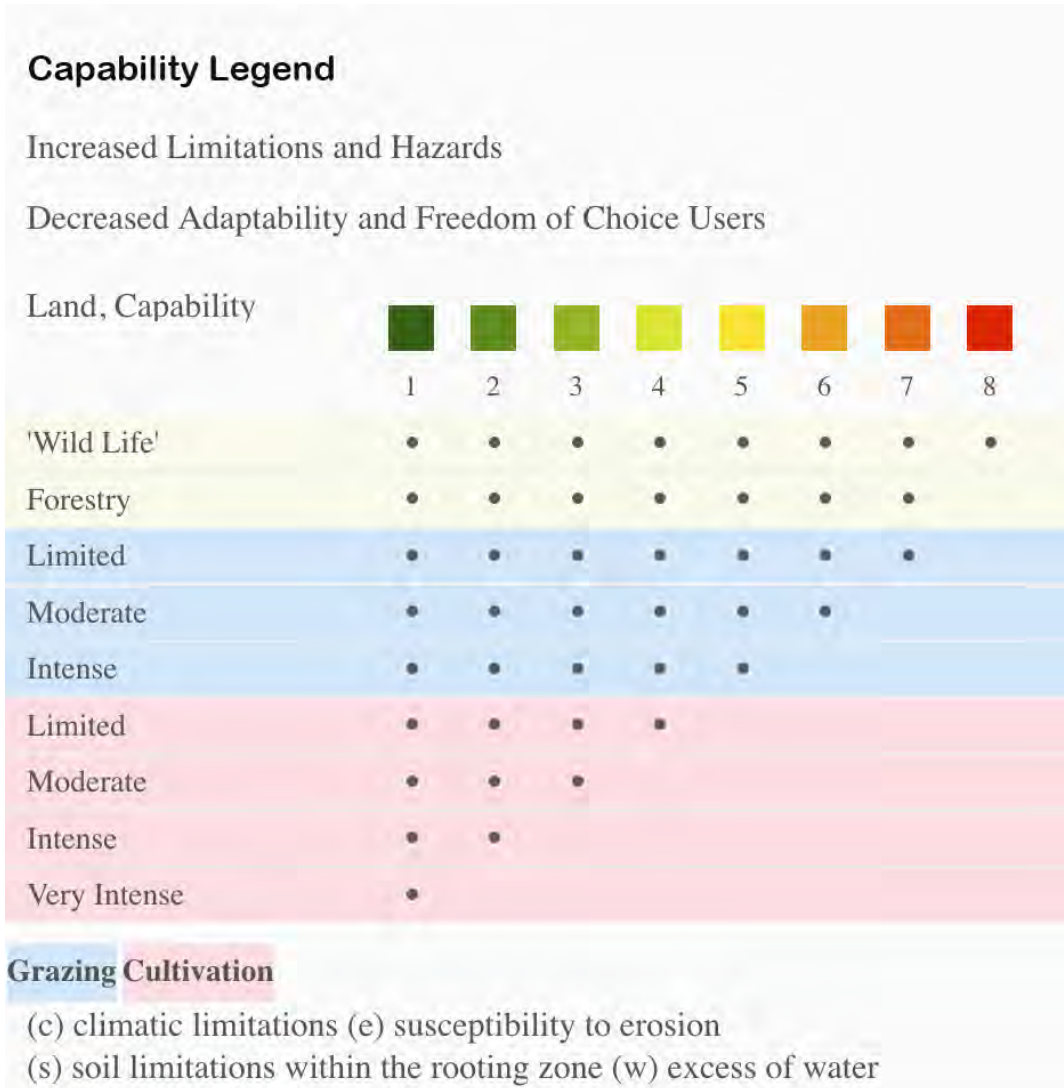 Capability Legend
Increased Limitations and Hazards
Decreased Adaptability and Freedom of Choice Users
Land, Capability
1 2 3 4 5 6 7 8
'Wild Life'
Forestry
Limited
Moderate
Intense
Limited
Moderate
Intense
Very Intense
Grazing Cultivation
(c) climatic limitations (e) susceptibility to erosion
(s) soil limitations within the rooting zone (w) excess of water